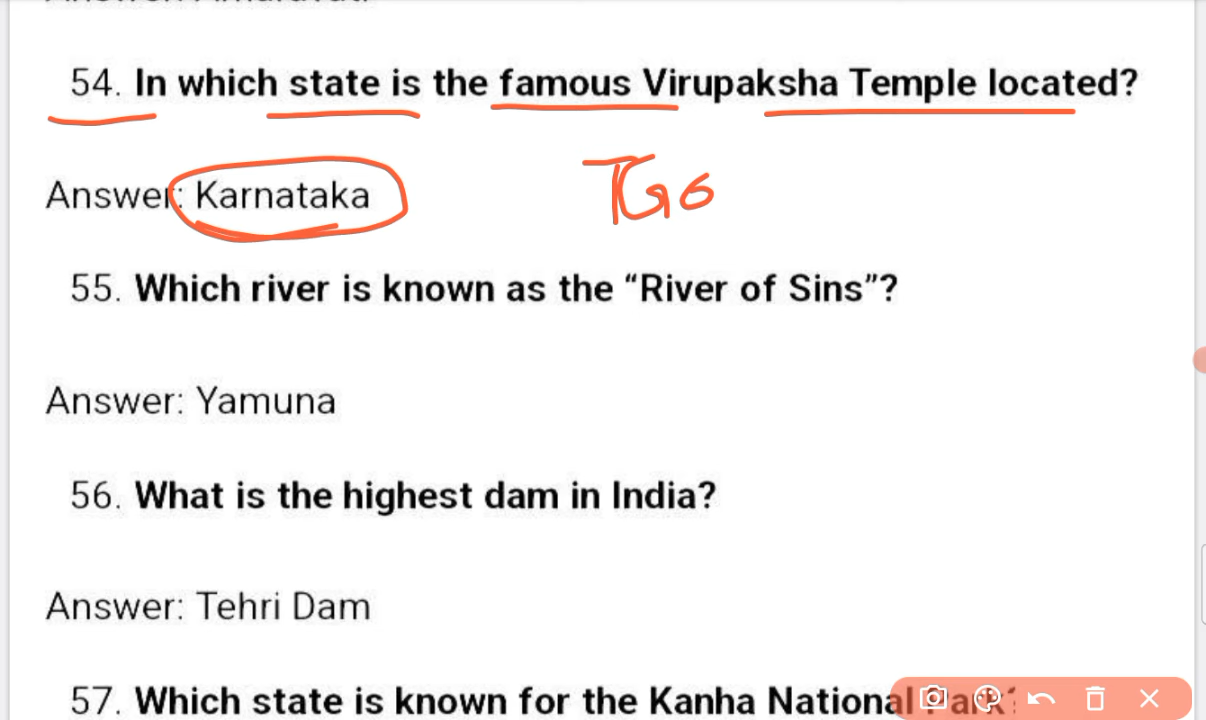 54. In which state is the famous Virupaksha Temple located?
Answer: Karnataka
55. Which river is known as the “River of Sins”?
Answer: Yamuna
56. What is the highest dam in India?
Answer: Tehri Dam
57. Which state is known for the Kanha National Park?